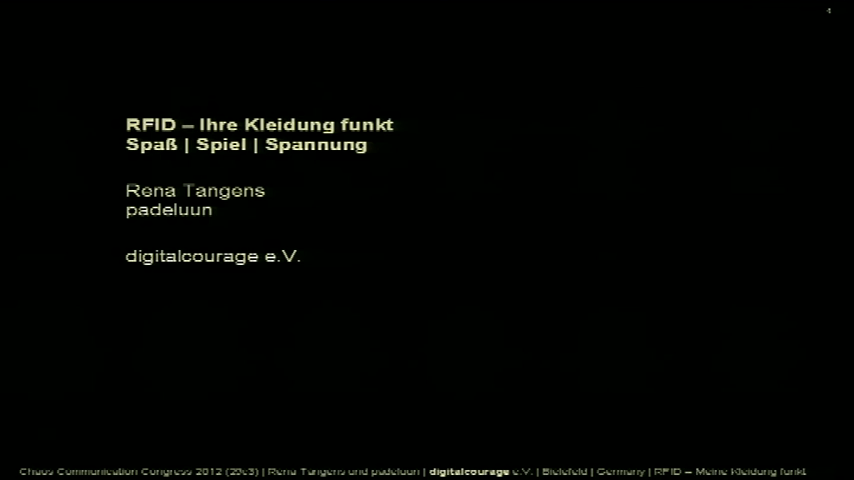 RFID – Ihre Kleidung funkt
Spaß | Spiel | Spannung
Rena Tangens
padeluun
digitalcourage e.V.
Chaos Communication Congress 2012 (29c3) | Rena Tangens und padeluun | digitalcourage e.V. | Bielefeld | Germany | RFID – Meine Kleidung funkt